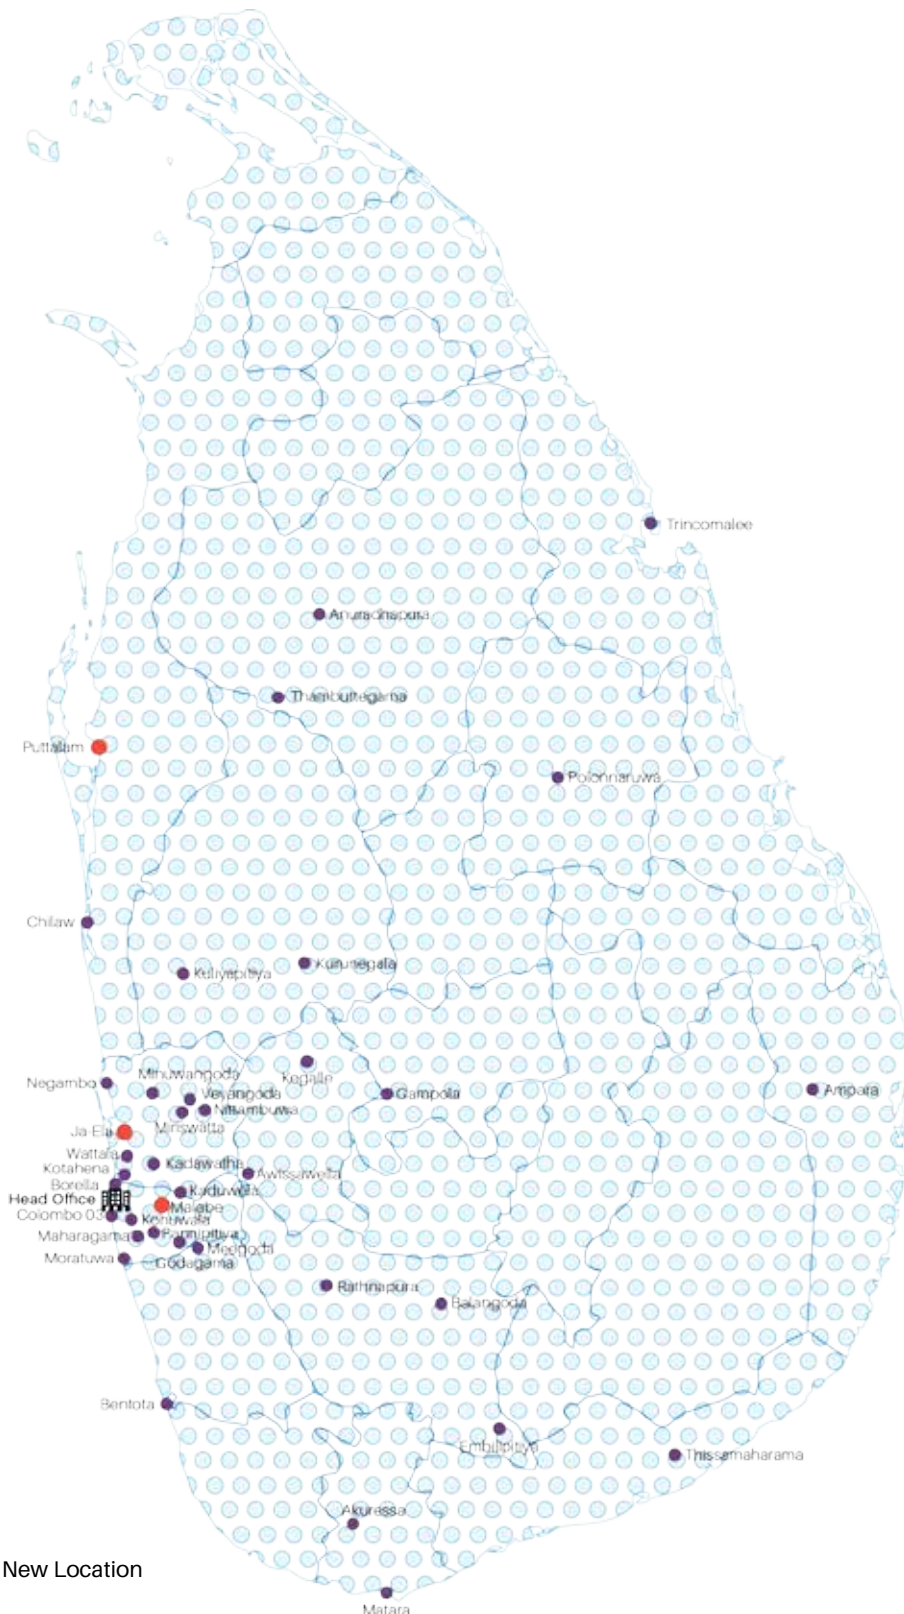 Trincomalee
Anuradhapura
Thambuttegama
Puttalam
Polonnaruwa
Chilaw
Kurunegala
Kuliyapitiya
Kegalle
Minuwangoda
Negambo
Veyangoda
Gampola
Ampara
Nittambuwa
Miriswatta
Ja-Ela
Wattala
Kadawatha
Kotahena
Awissawella
Borella
Kaduwela
Head Office
Malabe
Colombo 03
Kohuwala
Maharagama
Pannipitiya
Meegoda
Moratuwa
Godagama
Rathnapura
Balangoda
Bentota
Embilipitiya
Thissamaharama
Akuressa
New Location
Matara